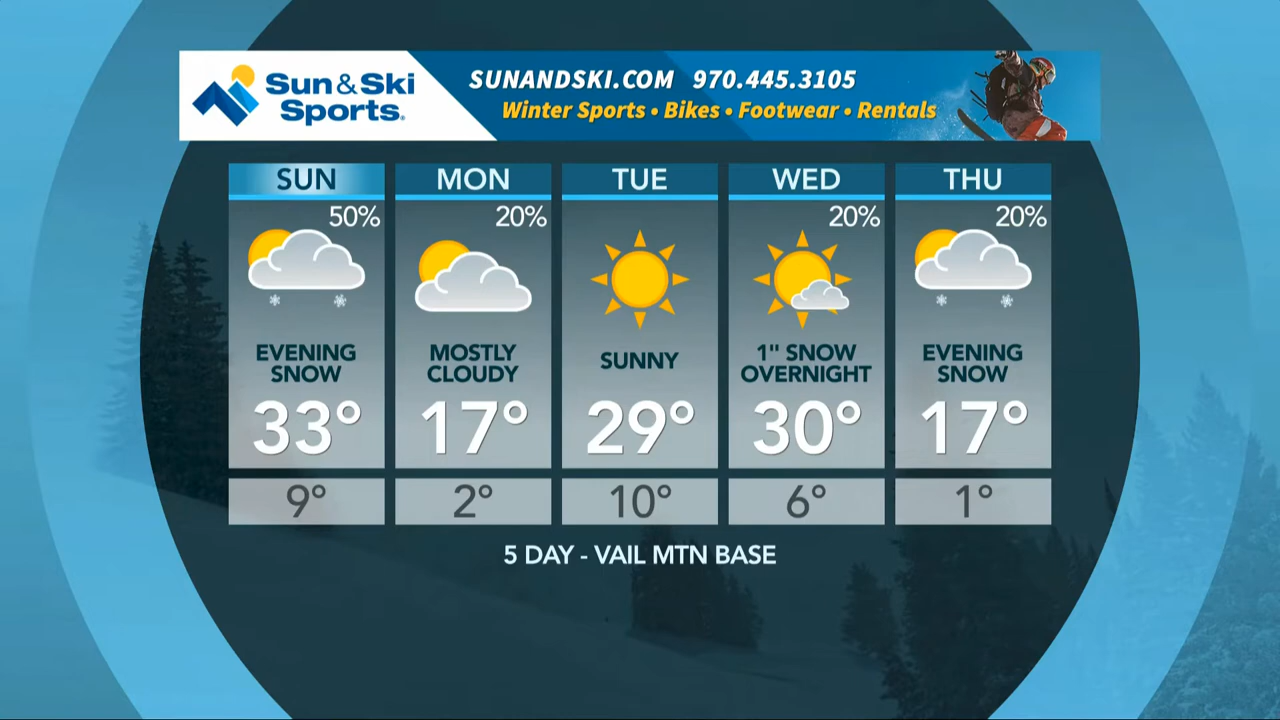 Sun & Ski
Sports®
SUNANDSKI.COM 970.445.3105
Winter Sports • Bikes • Footwear • Rentals
SUN MON TUE WED THU
50% 20% 20% 20%
EVENING SNOW MOSTLY CLOUDY SUNNY 1" SNOW OVERNIGHT EVENING SNOW
33° 17° 29° 30° 17°
9° 2° 10° 6° 1°
5 DAY - VAIL MTN BASE